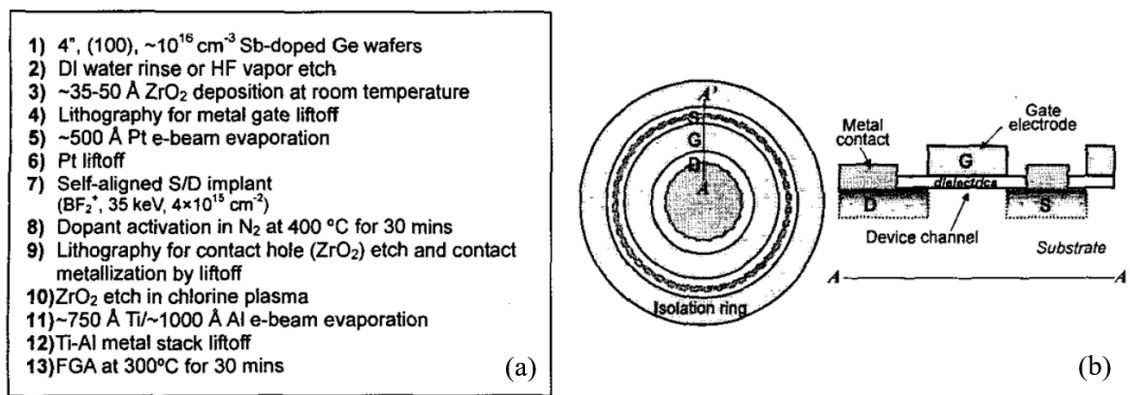 1) 4", (100), ~10¹⁶ cm⁻³ Sb-doped Ge wafers
2) DI water rinse or HF vapor etch
3) ~35-50 Å ZrO₂ deposition at room temperature
4) Lithography for metal gate liftoff
5) ~500 Å Pt e-beam evaporation
6) Pt liftoff
7) Self-aligned S/D implant
(BF₂⁺, 35 keV, 4×10¹⁵ cm⁻²)
8) Dopant activation in N₂ at 400 ºC for 30 mins
9) Lithography for contact hole (ZrO₂) etch and contact
metallization by liftoff
10)ZrO₂ etch in chlorine plasma
11)~750 Å Ti/~1000 Å Al e-beam evaporation
12)Ti-Al metal stack liftoff
13)FGA at 300ºC for 30 mins
(a)
A'
S
G
D
A
Isolation ring
Metal
contact
Gate
electrode
G
dielectrics
D
S
Device channel
Substrate
A
A
(b)